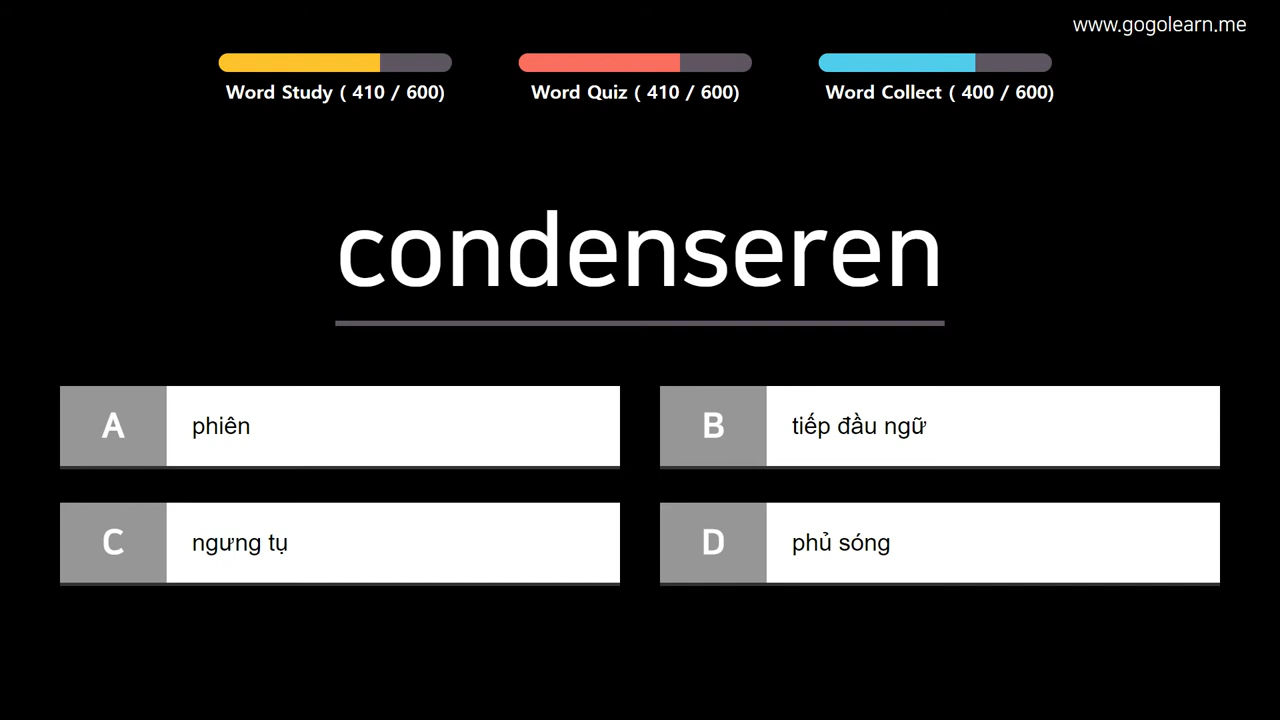 www.gogolearn.me
Word Study ( 410 / 600)
Word Quiz ( 410 / 600)
Word Collect ( 400 / 600)
condenseren
A phiên
B tiếp đầu ngữ
C ngưng tụ
D phủ sóng